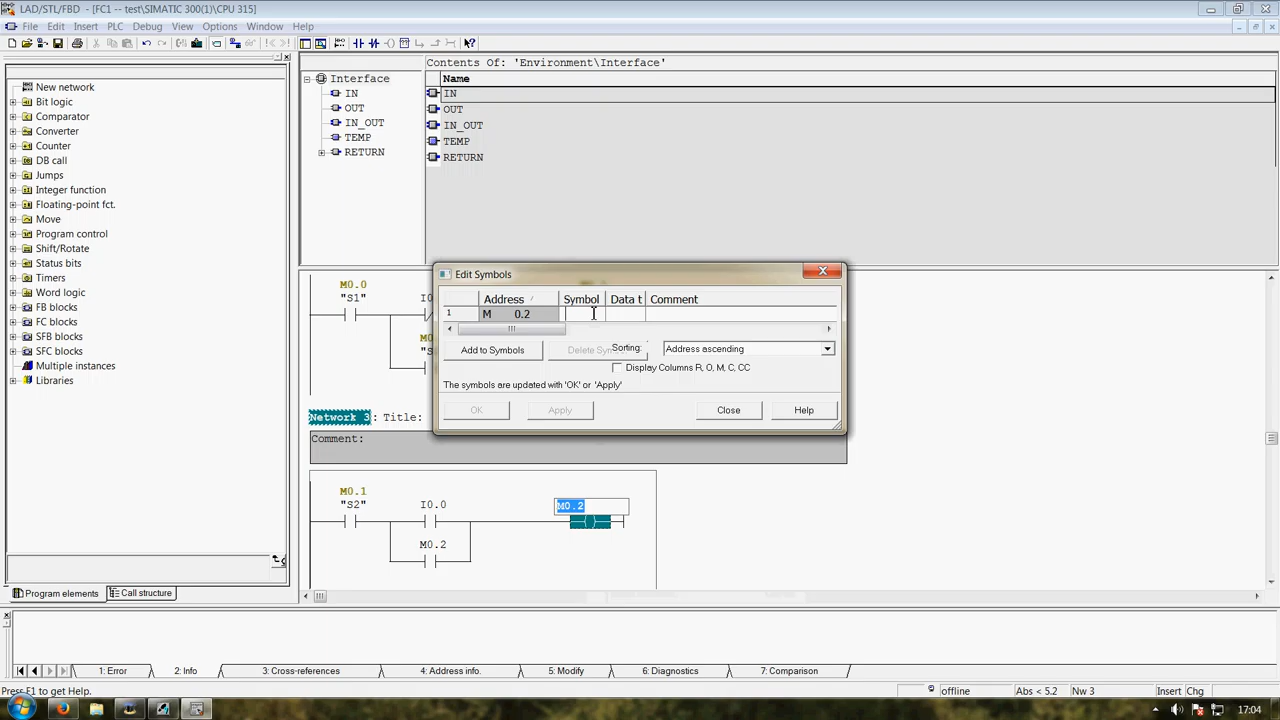 LAD/STL/FBD - [FC1 -- test\SIMATIC 300(1)\CPU 315]
File Edit Insert PLC Debug View Options Window Help
Contents Of: 'Environment\Interface'
New network
Bit logic
Comparator
Converter
Counter
DB call
Jumps
Integer function
Floating-point fct.
Move
Program control
Shift/Rotate
Status bits
Timers
Word logic
FB blocks
FC blocks
SFB blocks
SFC blocks
Multiple instances
Libraries
Program elements Call structure
Interface
IN
OUT
IN_OUT
TEMP
RETURN
Name
IN
OUT
IN_OUT
TEMP
RETURN
M0.0
"S1"
Edit Symbols
Address Symbol Data t Comment
1 M 0.2
Add to Symbols Sorting: Address ascending
Display Columns R, O, M, C, CC
The symbols are updated with 'OK' or 'Apply'
OK Apply Close Help
Network 3 : Title:
Comment:
M0.1
"S2" I0.0 M0.2
M0.2
1: Error 2: Info 3: Cross-references 4: Address info. 5: Modify 6: Diagnostics 7: Comparison
Press F1 to get Help. offline Abs < 5.2 Nw 3 Insert Chg
17:04